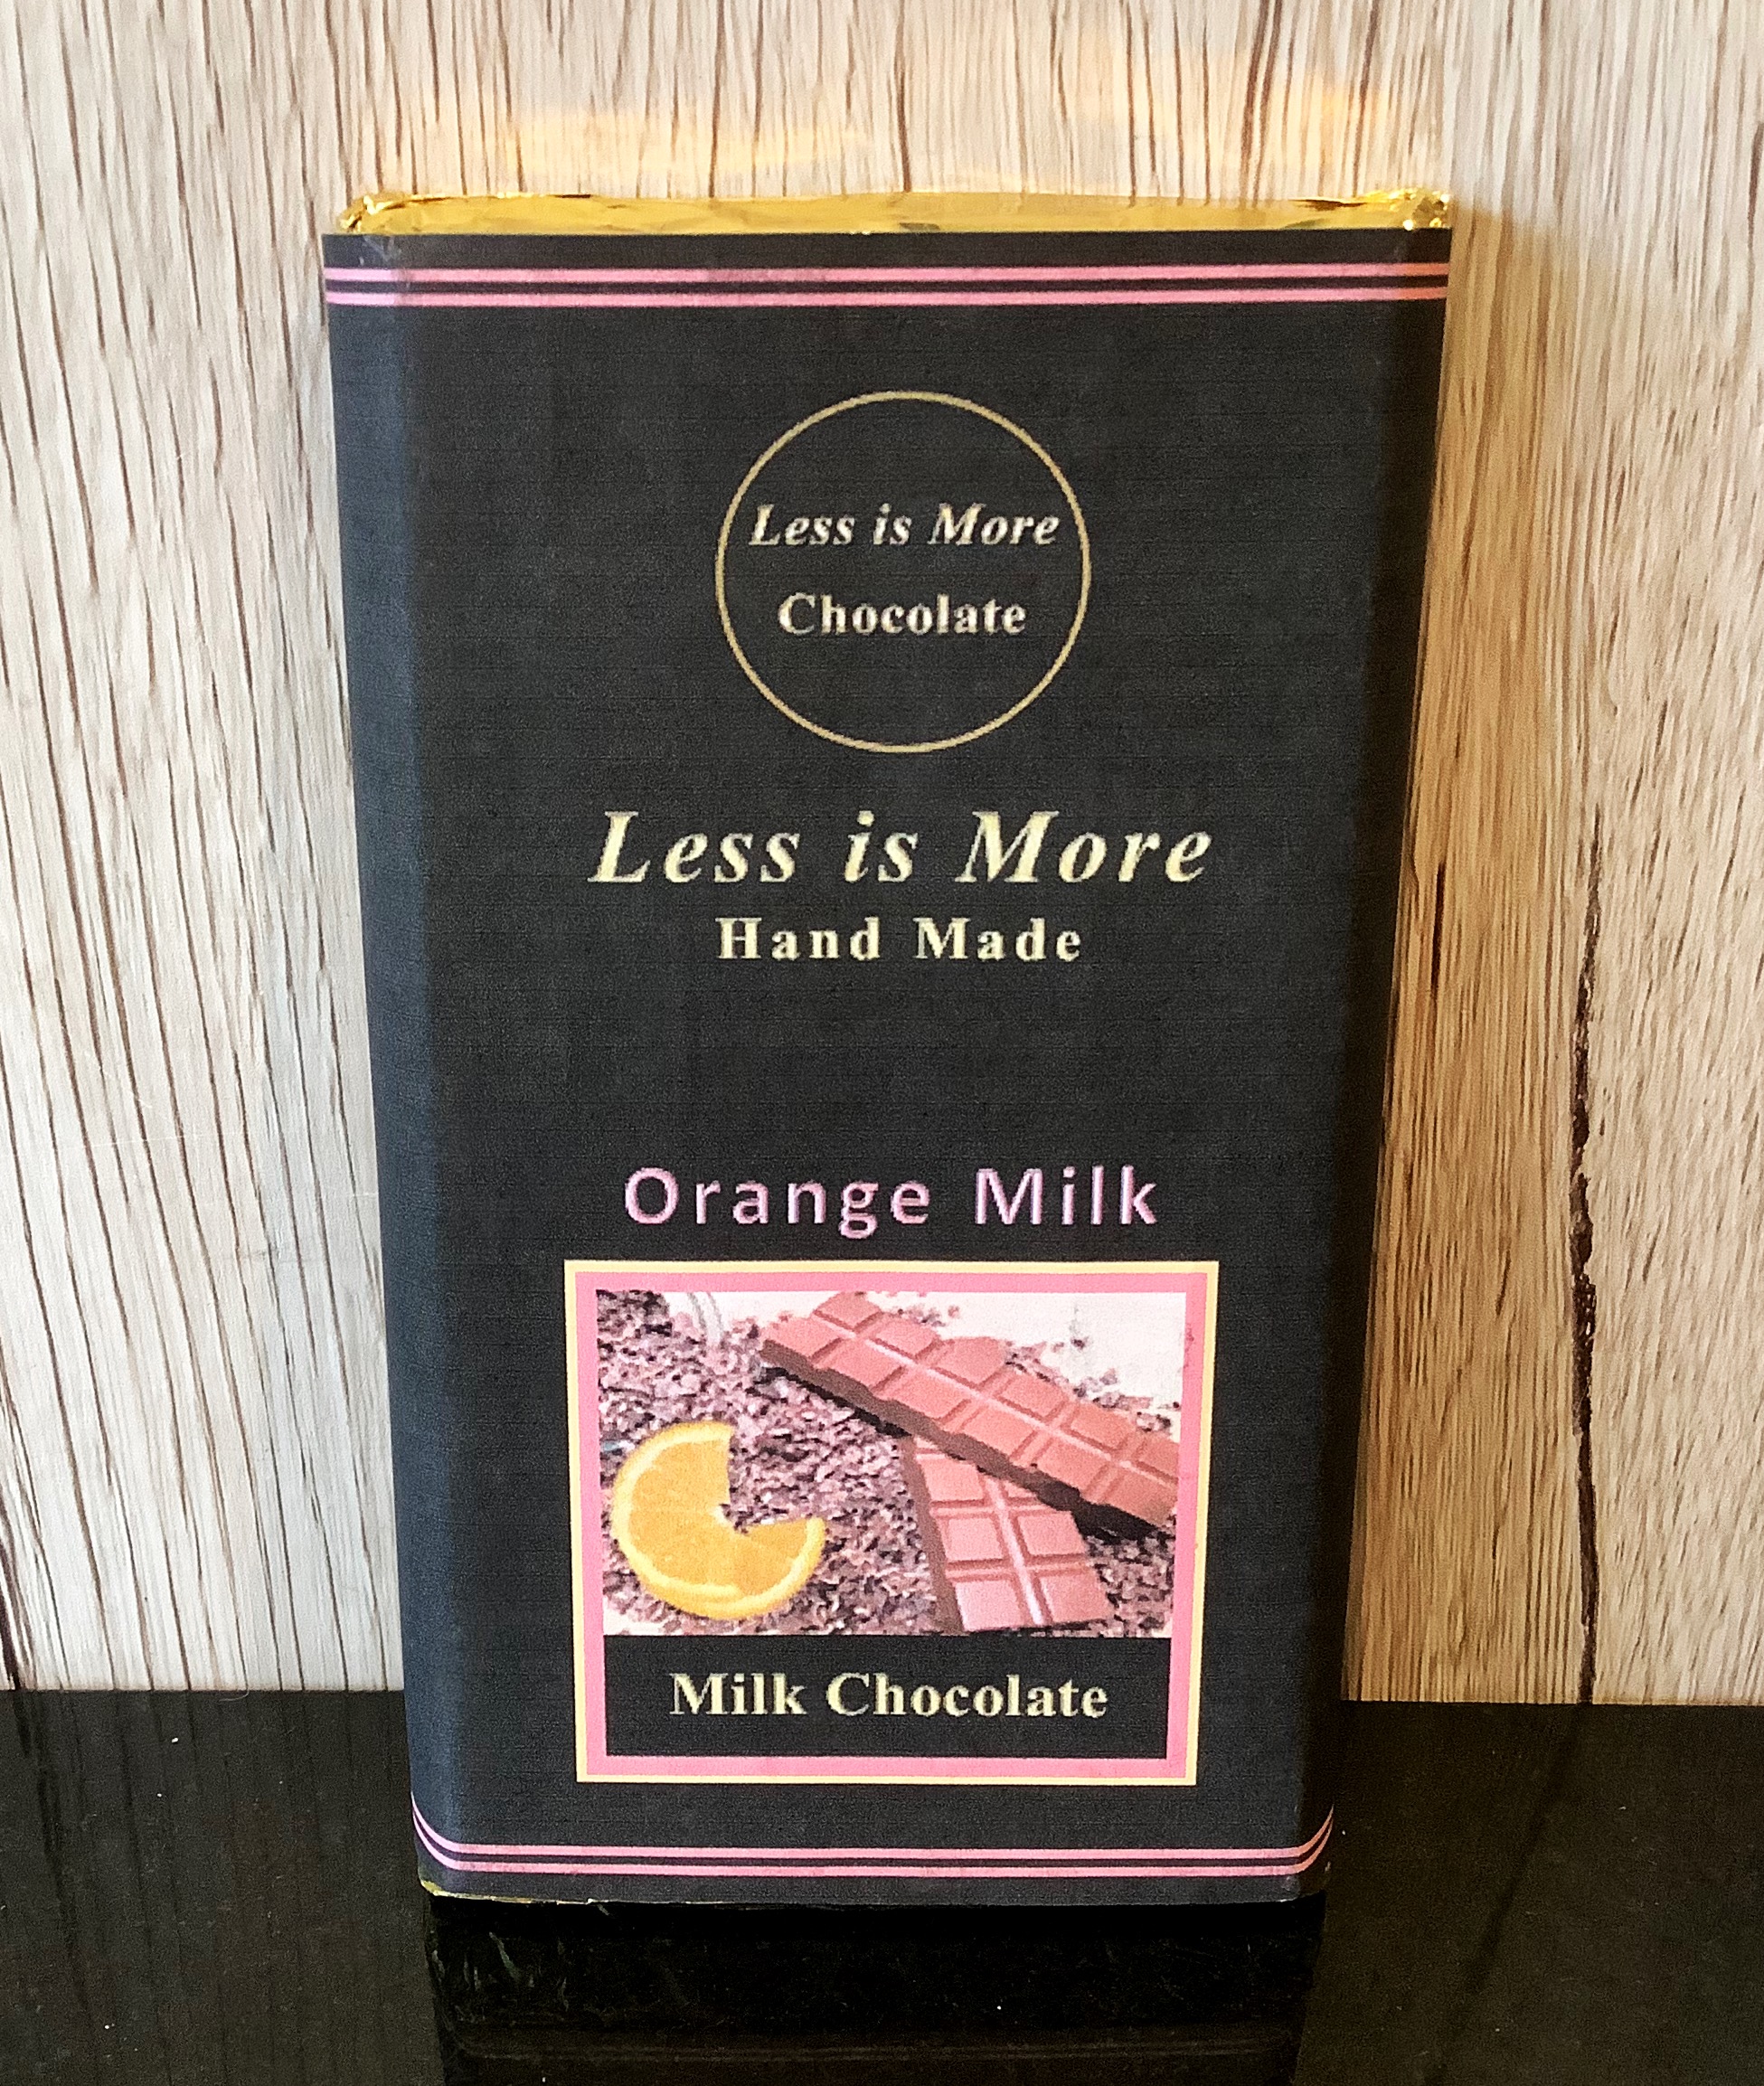 Less is More
Chocolate
Less is More
Hand Made
Orange Milk
Milk Chocolate